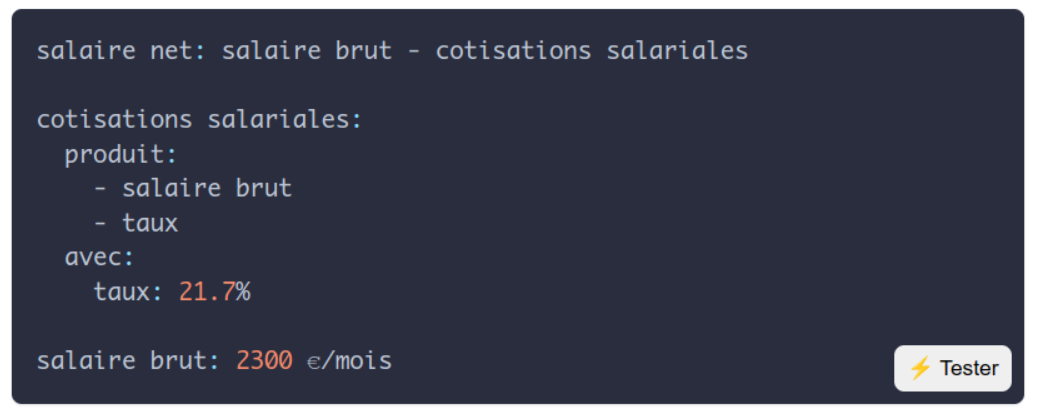 salaire net: salaire brut - cotisations salariales
cotisations salariales:
produit:
- salaire brut
- taux
avec:
taux: 21.7%
salaire brut: 2300 €/mois
⚡ Tester